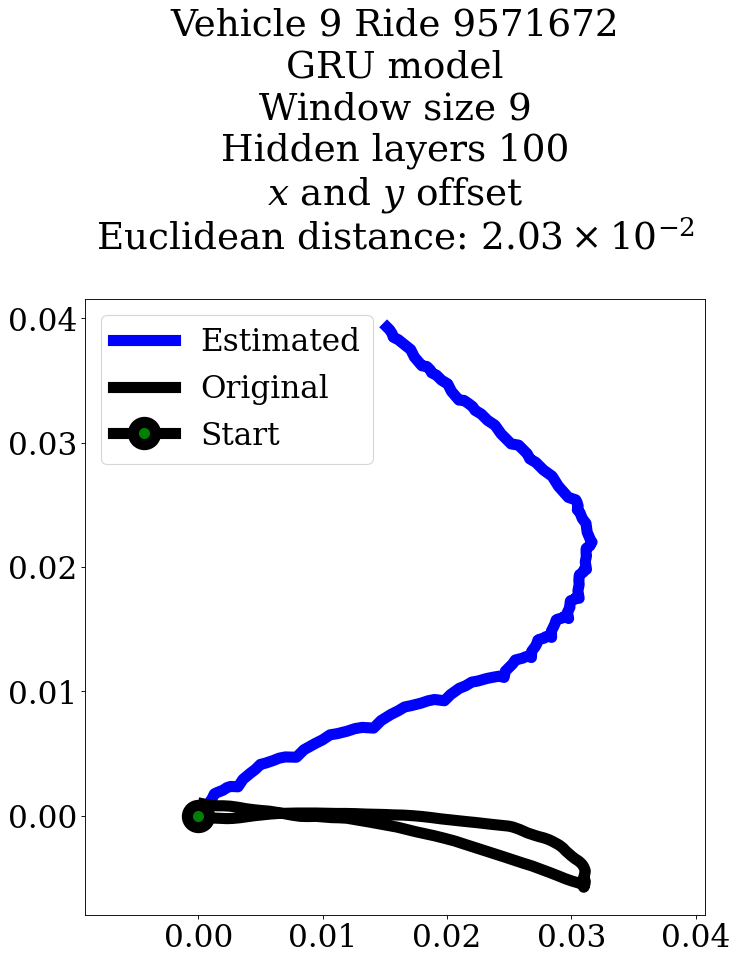 Vehicle 9 Ride 9571672
GRU model
Window size 9
Hidden layers 100
x and y offset
Euclidean distance: 2.03 × 10⁻²
0.04
0.03
0.02
0.01
0.00
Estimated
Original
Start
0.00 0.01 0.02 0.03 0.04